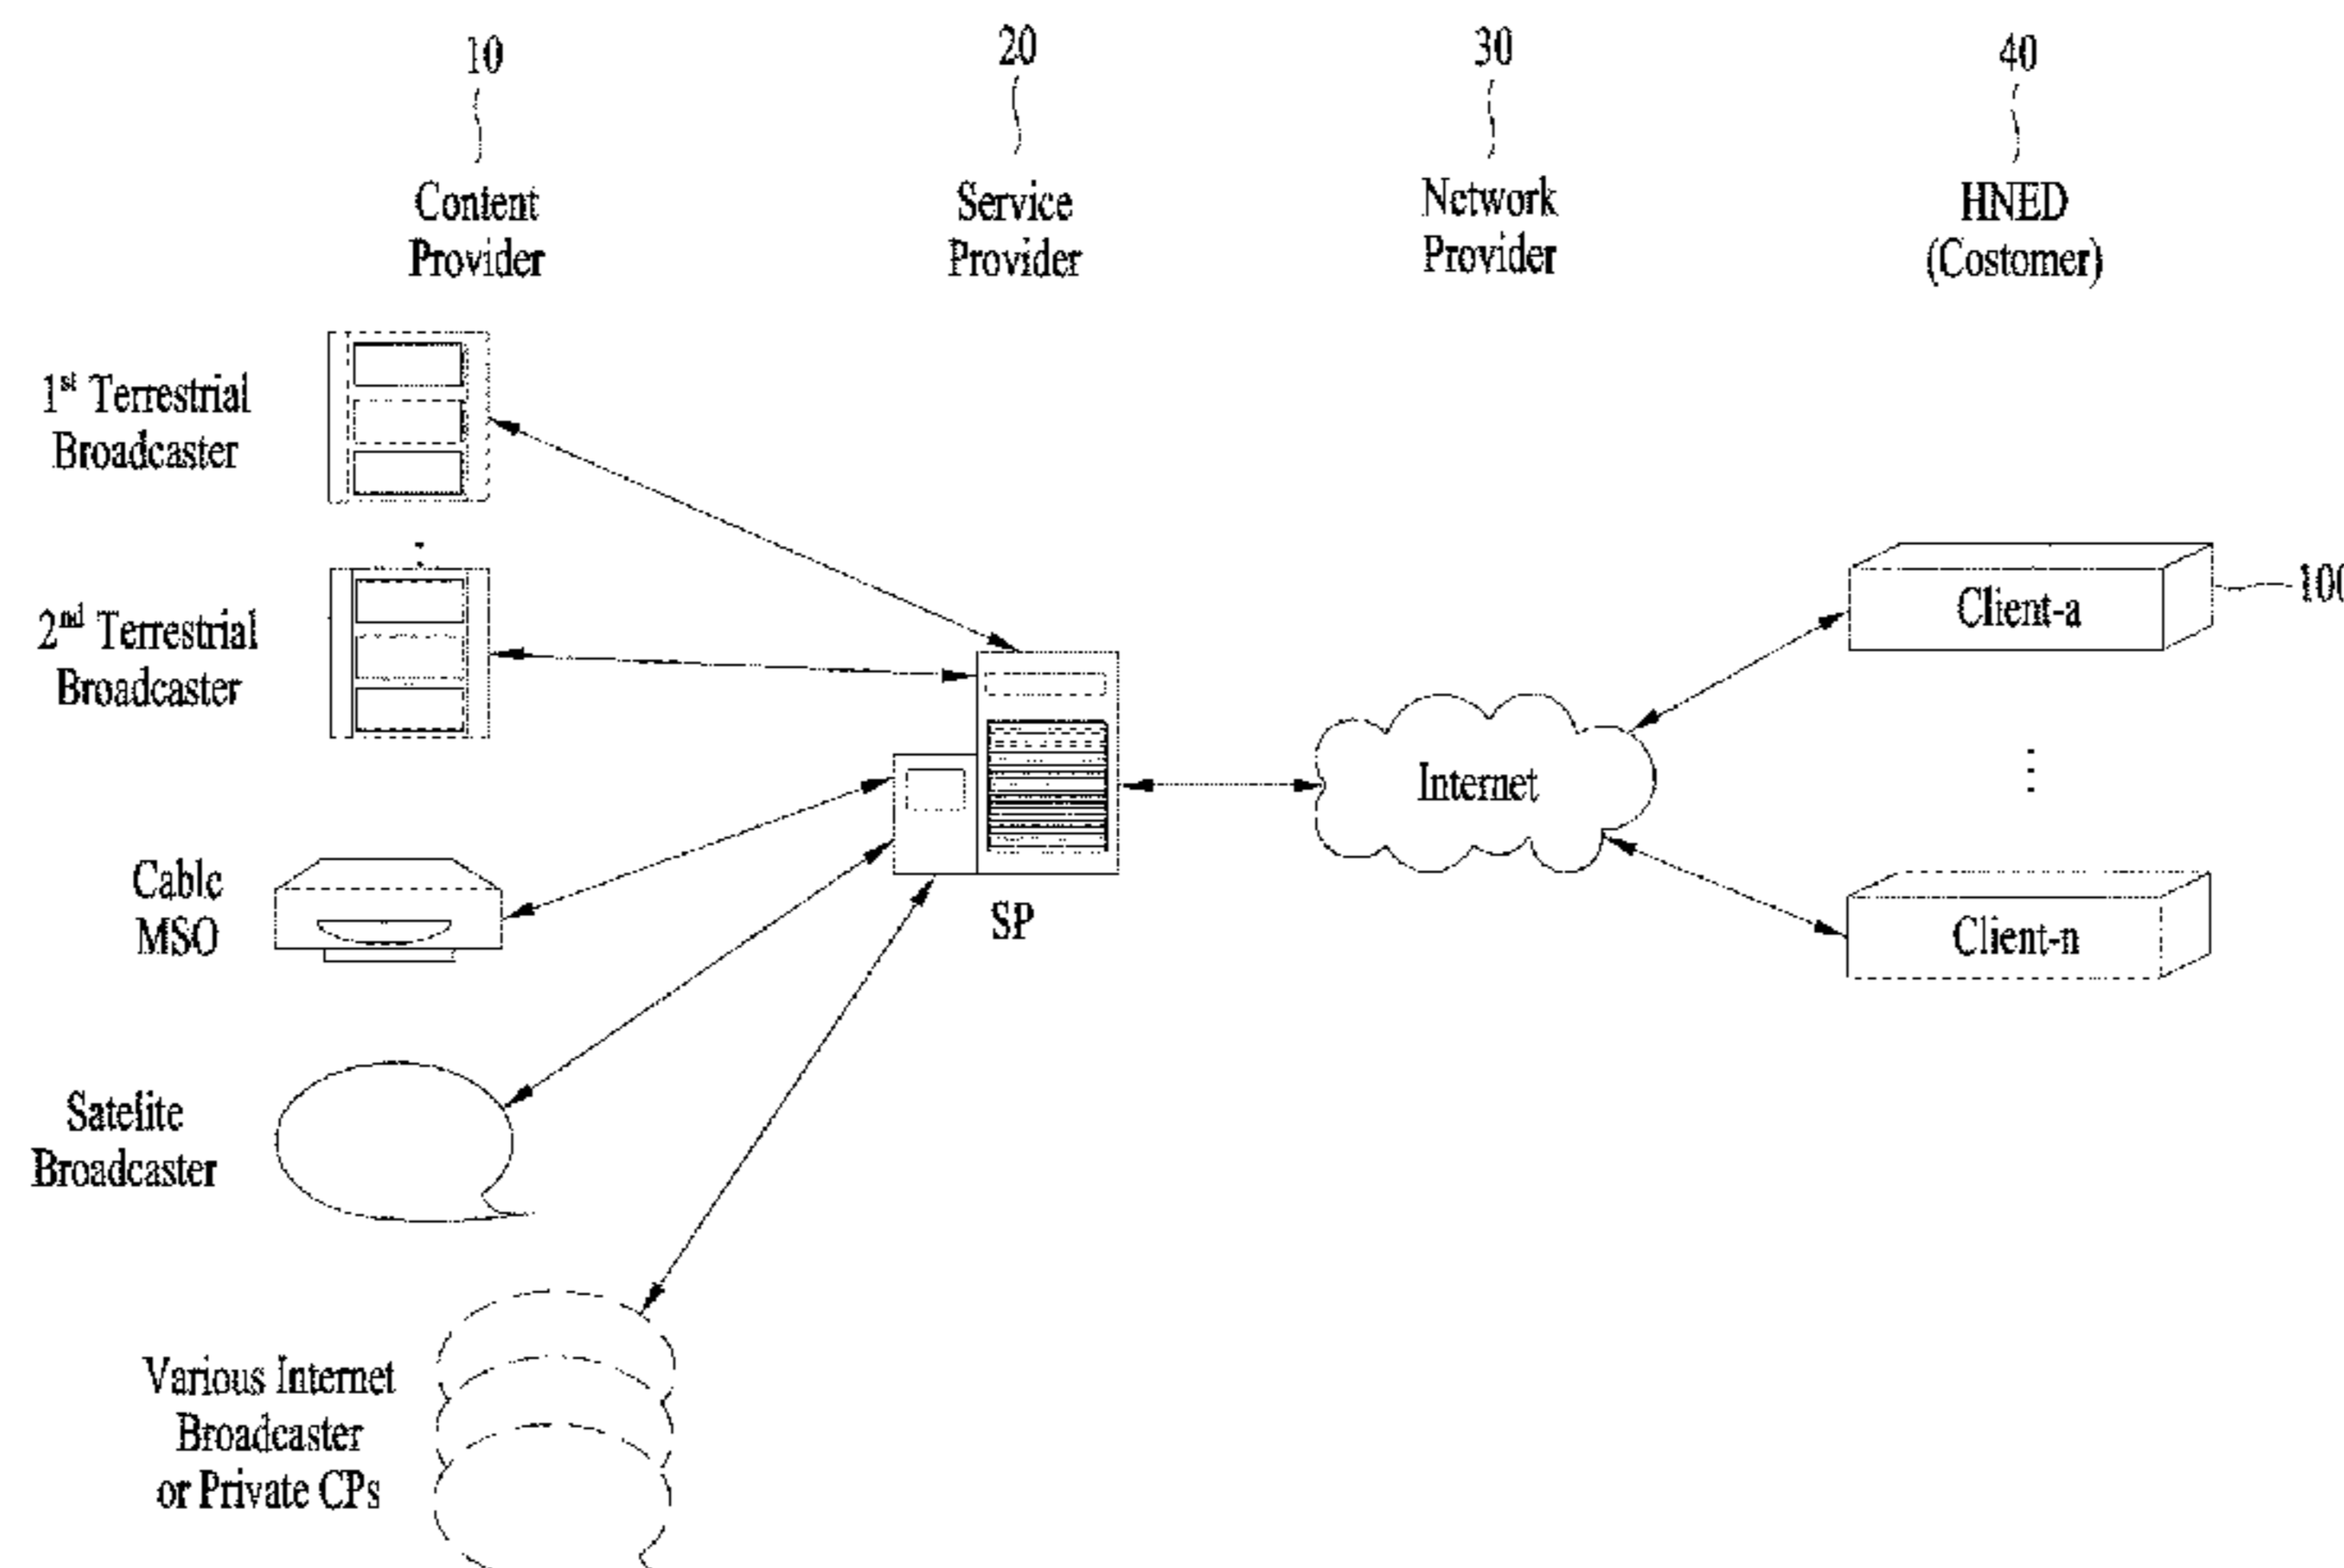 10
20
30
40
Content
Provider
Service
Provider
Network
Provider
HNED
(Costomer)
1st Terrestrial
Broadcaster
2nd Terrestrial
Broadcaster
Cable
MSO
Satelite
Broadcaster
Various Internet
Broadcaster
or Private CPs
SP
Internet
Client-a
100
Client-n